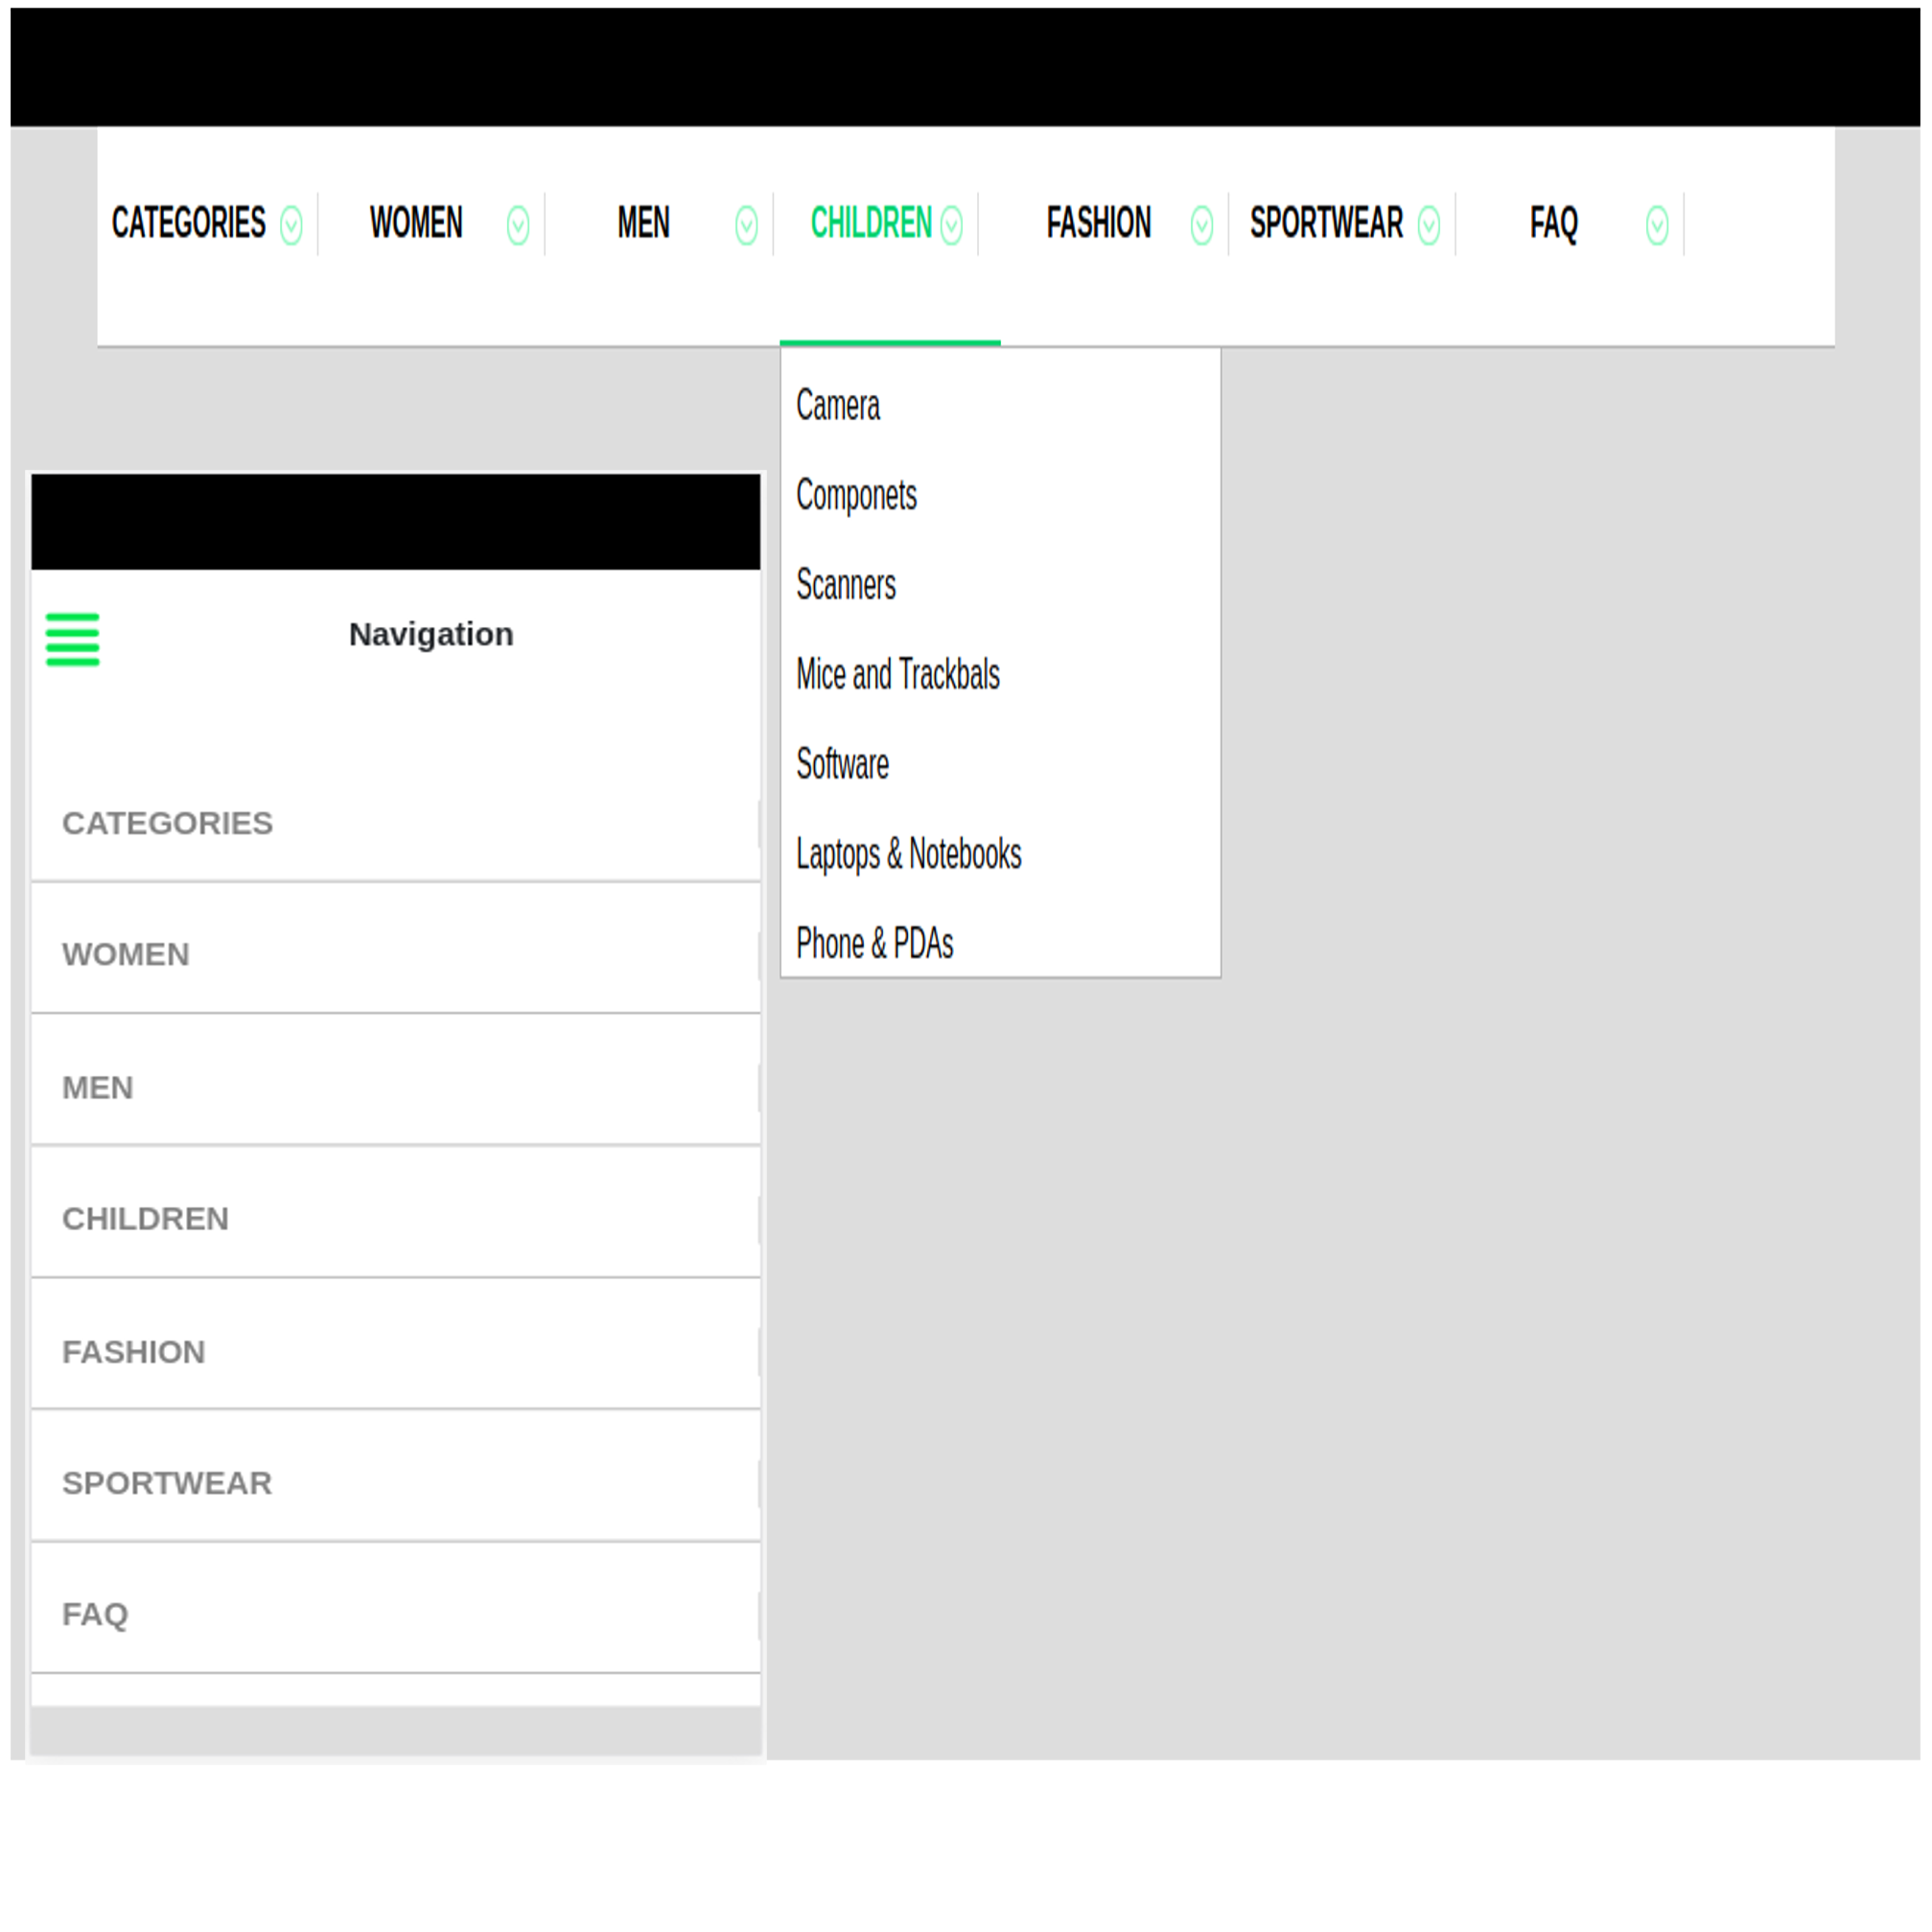 CATEGORIES WOMEN MEN CHILDREN FASHION SPORTWEAR FAQ
Camera
Componets
Scanners
Mice and Trackbals
Software
Laptops & Notebooks
Phone & PDAs
Navigation
CATEGORIES
WOMEN
MEN
CHILDREN
FASHION
SPORTWEAR
FAQ